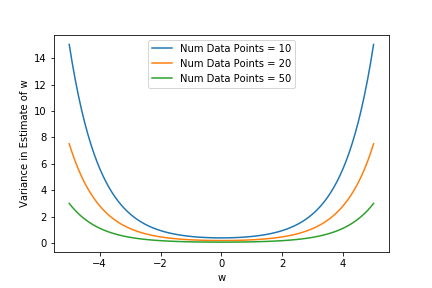 Num Data Points = 10
Num Data Points = 20
Num Data Points = 50
Variance in Estimate of w
14
12
10
8
6
4
2
0
−4 −2 0 2 4
w